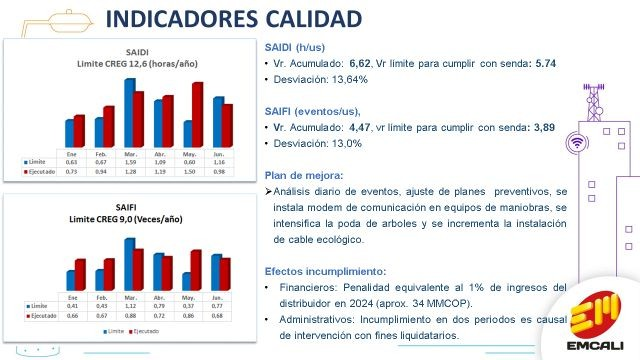 INDICADORES CALIDAD
SAIDI
Limite CREG 12,6 (horas/año)
Ene Feb. Mar. Abr. May. Jun.
Limite 0,63 0,67 1,59 1,09 0,60 1,16
Ejecutado 0.73 0.94 1.28 1.19 1.50 0.98
SAIFI
Limite CREG 9,0 (Veces/año)
Ene Feb. Mar. Abr. May. Jun.
Limite 0,41 0,43 1,12 0,79 0,37 0,77
Ejecutado 0.66 0.67 0.88 0.72 0.86 0.68
Limite Ejecutado
SAIDI (h/us)
• Vr. Acumulado: 6,62, Vr límite para cumplir con senda: 5.74
• Desviación: 13,64%
SAIFI (eventos/us),
• Vr. Acumulado: 4,47, vr límite para cumplir con senda: 3,89
• Desviación: 13,0%
Plan de mejora:
➢Análisis diario de eventos, ajuste de planes preventivos, se
instala modem de comunicación en equipos de maniobras, se
intensifica la poda de arboles y se incrementa la instalación
de cable ecológico.
Efectos incumplimiento:
• Financieros: Penalidad equivalente al 1% de ingresos del
distribuidor en 2024 (aprox. 34 MMCOP).
• Administrativos: Incumplimiento en dos periodos es causal
de intervención con fines liquidatarios.
EMCALI